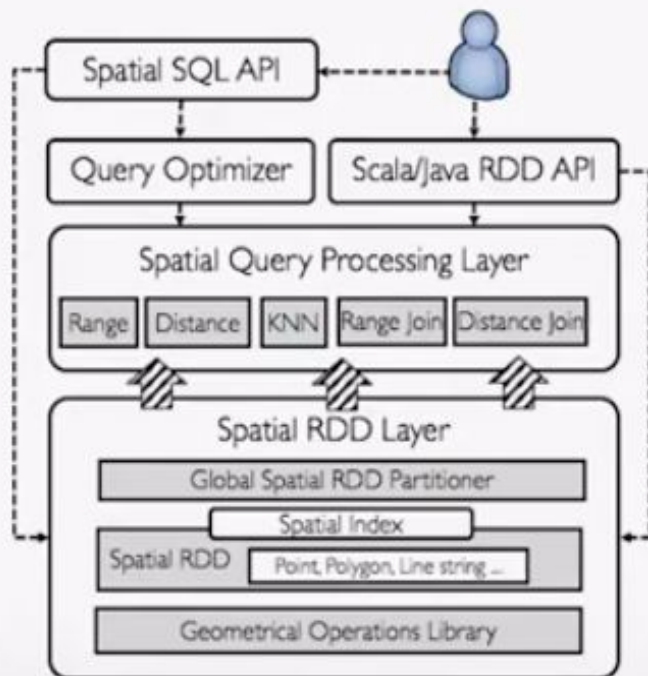 Spatial SQL API
Query Optimizer
Scala/Java RDD API
Spatial Query Processing Layer
Range
Distance
KNN
Range Join
Distance Join
Spatial RDD Layer
Global Spatial RDD Partitioner
Spatial Index
Spatial RDD
Point, Polygon, Line string ...
Geometrical Operations Library